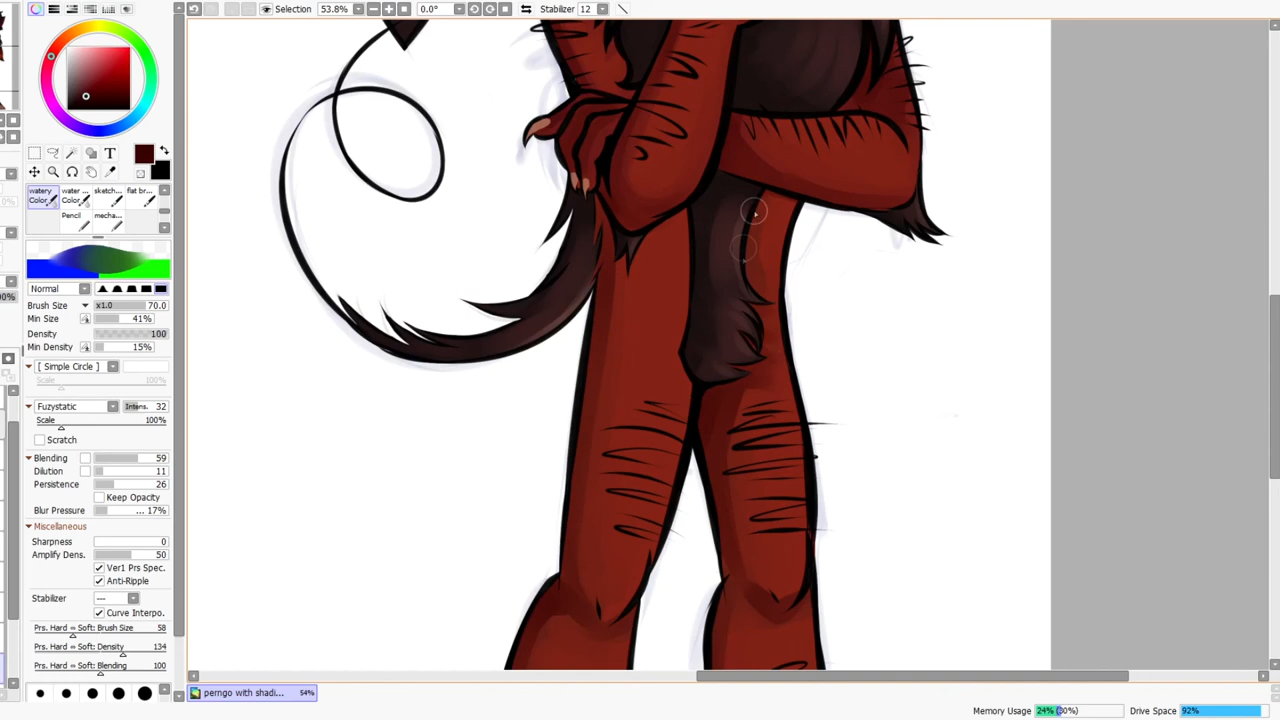 Selection 53.8% 0.0° Stabilizer 12
T
watery Color... water ... Color... sketch... flat br...
Pencil mecha...
Normal
Brush Size x1.0 70.0
Min Size 41%
Density 100
Min Density 15%
[ Simple Circle ]
Scale 100%
Fuzystatic Intens. 32
Scale 100%
Scratch
Blending 59
Dilution 11
Persistence 26
Keep Opacity
Blur Pressure ... 17%
Miscellaneous
Sharpness 0
Amplify Dens. 50
Ver1 Prs Spec.
Anti-Ripple
Stabilizer ---
Curve Interpo.
Prs. Hard ↔ Soft: Brush Size 58
Prs. Hard ↔ Soft: Density 134
Prs. Hard ↔ Soft: Blending 100
perngo with shadi... 54%
Memory Usage 24% (30%) Drive Space 92%